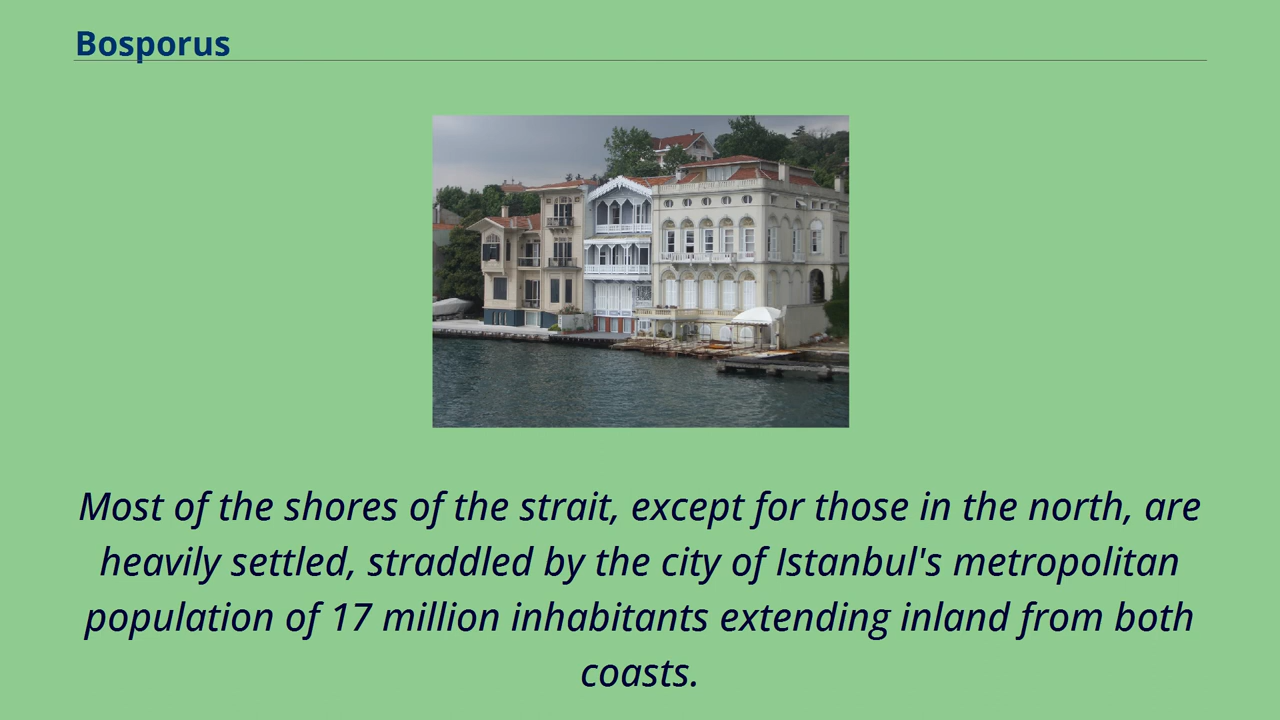 Bosporus
Most of the shores of the strait, except for those in the north, are
heavily settled, straddled by the city of Istanbul's metropolitan
population of 17 million inhabitants extending inland from both
coasts.